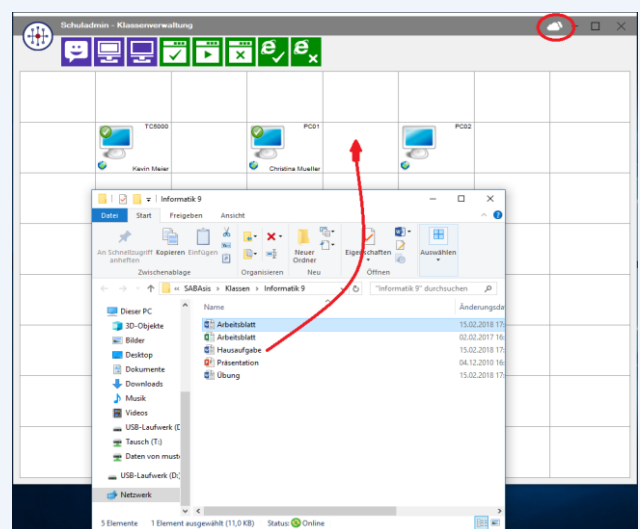 Schuladmin - Klassenverwaltung
TC5000 PC01 PC02
Kevin Meier Christina Mueller
Informatik 9
Datei Start Freigeben Ansicht
An Schnellzugriff anheften Kopieren Einfügen Neuer Ordner Eigenschaften Auswählen
Zwischenablage Organisieren Neu Öffnen
« SABAsis › Klassen › Informatik 9 "Informatik 9" durchsuchen
Dieser PC
3D-Objekte
Bilder
Desktop
Dokumente
Downloads
Musik
Videos
USB-Laufwerk (E
Tausch (T:)
Daten von must
USB-Laufwerk (D:)
Netzwerk
Name Änderungsda
Arbeitsblatt 15.02.2018 17:
Arbeitsblatt 02.02.2017 16:
Hausaufgabe 15.02.2018 17:
Präsentation 04.12.2010 16:
Übung 15.02.2018 17:
5 Elemente 1 Element ausgewählt (11,0 KB) Status: Online